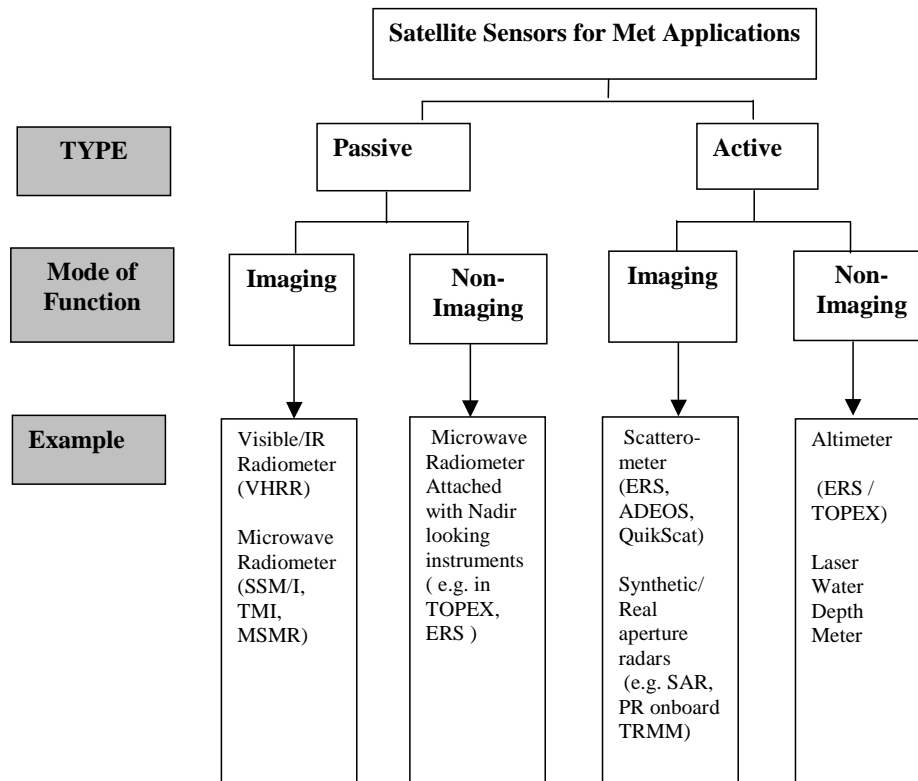 Satellite Sensors for Met Applications
TYPE
Passive
Active
Mode of
Function
Imaging
Non-
Imaging
Imaging
Non-
Imaging
Example
Visible/IR
Radiometer
(VHRR)
Microwave
Radiometer
(SSM/I,
TMI,
MSMR)
Microwave
Radiometer
Attached
with Nadir
looking
instruments
( e.g. in
TOPEX,
ERS )
Scattero-
meter
(ERS,
ADEOS,
QuikScat)
Synthetic/
Real
aperture
radars
(e.g. SAR,
PR onboard
TRMM)
Altimeter
(ERS /
TOPEX)
Laser
Water
Depth
Meter